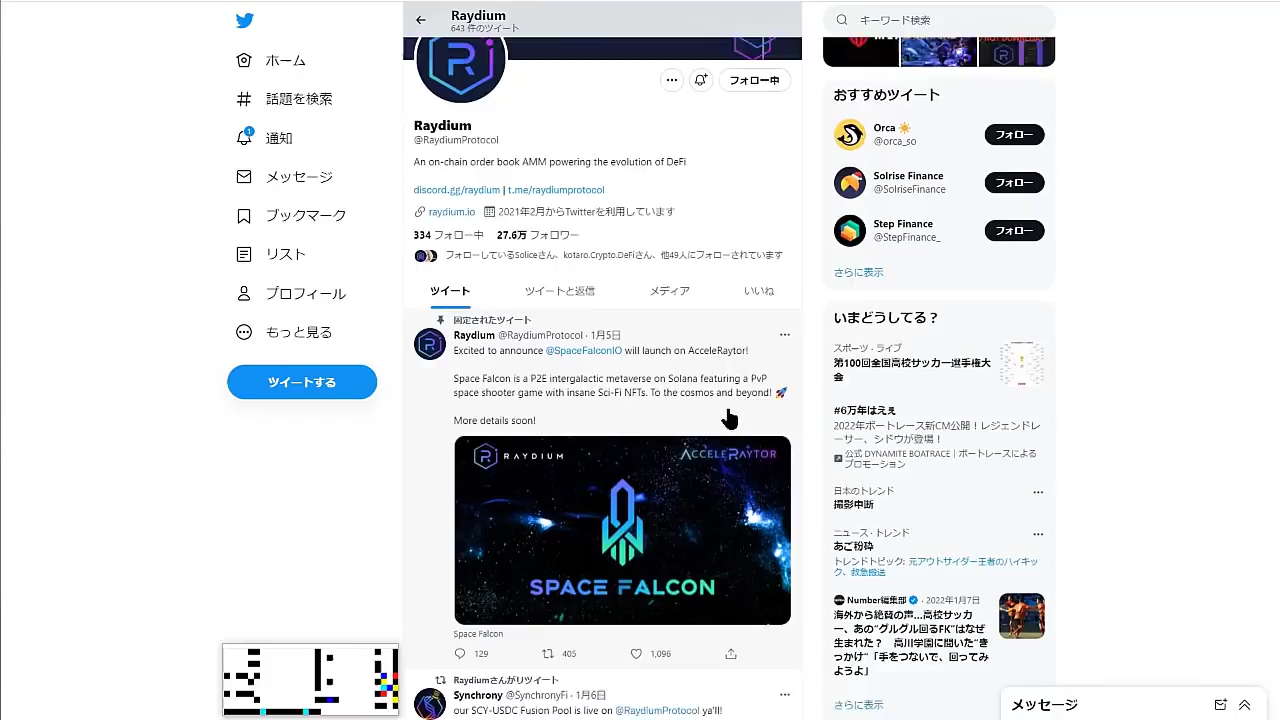 ホーム
話題を検索
1
通知
メッセージ
ブックマーク
リスト
プロフィール
もっと見る
ツイートする
Raydium
643 件のツイート
フォロー中
Raydium
@RaydiumProtocol
An on-chain order book AMM powering the evolution of DeFi
discord.gg/raydium | t.me/raydiumprotocol
raydium.io 2021年2月からTwitterを利用しています
334 フォロー中 27.6万 フォロワー
フォローしているSoliceさん、kotaro.Crypto.DeFiさん、他49人にフォローされています
ツイート ツイートと返信 メディア いいね
固定されたツイート
Raydium @RaydiumProtocol · 1月5日
Excited to announce @SpaceFalconIO will launch on AcceleRaytor!
Space Falcon is a P2E intergalactic metaverse on Solana featuring a PvP
space shooter game with insane Sci-Fi NFTs. To the cosmos and beyond! 🚀
More details soon!
RAYDIUM ACCELERAYTOR
SPACE FALCON
Space Falcon
129 405 1,096
Raydiumさんがリツイート
Synchrony @SynchronyFi · 1月6日
our SCY-USDC Fusion Pool is live on @RaydiumProtocol ya'll!
キーワード検索
おすすめツイート
Orca ☀️
@orca_so
フォロー
Solrise Finance
@SolriseFinance
フォロー
Step Finance
@StepFinance_
フォロー
さらに表示
いまどうしてる？
スポーツ · ライブ
第100回全国高校サッカー選手権大
会
#6万年はえぇ
2022年ボートレース新CM公開！レジェンドレ
ーサー、シドウが登場！
公式 DYNAMITE BOATRACE｜ボートレースによる
プロモーション
日本のトレンド
撮影中断
ニュース · トレンド
あご粉砕
トレンドトピック: 元アウトサイダー王者のハイキッ
ク、救急搬送
Number編集部 · 2022年1月7日
海外から絶賛の声…高校サッカ
ー、あの“グルグル回るFK”はなぜ
生まれた？ 高川学園に聞いた“き
っかけ”「手をつないで、回ってみ
ようよ」
さらに表示
メッセージ